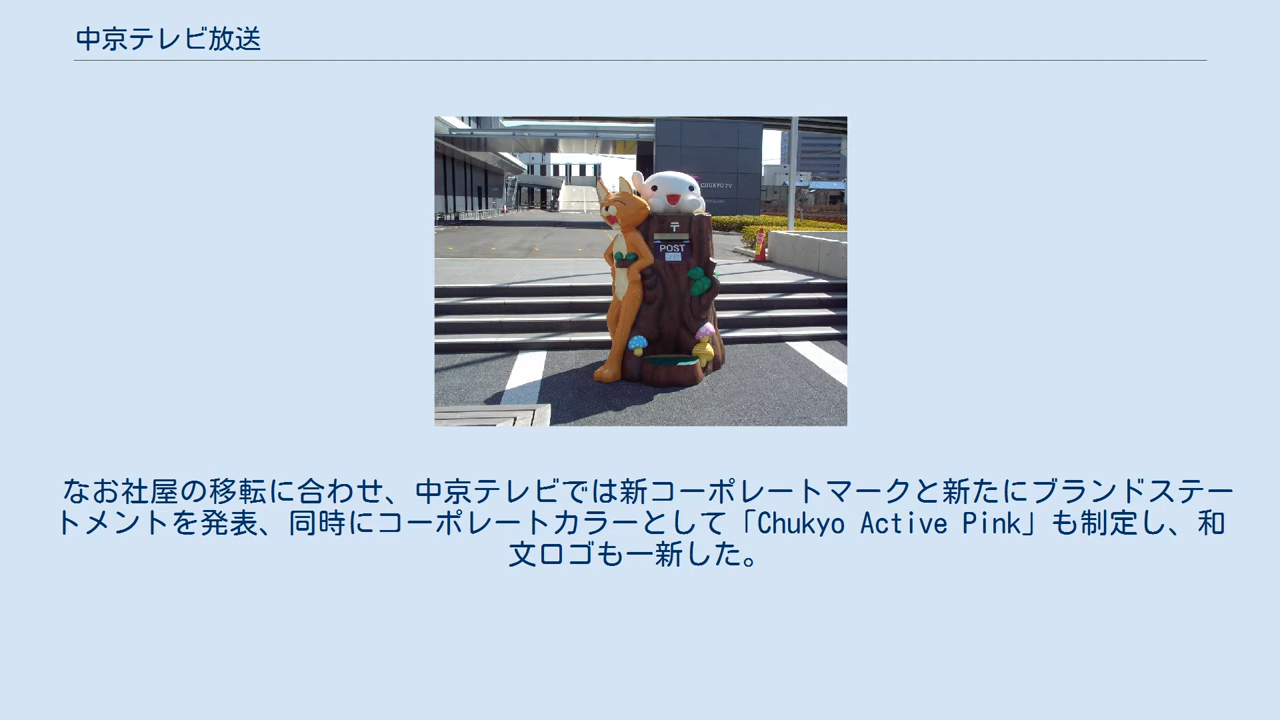 中京テレビ放送
CHUKYO TV
〒
POST
なお社屋の移転に合わせ、中京テレビでは新コーポレートマークと新たにブランドステー
トメントを発表、同時にコーポレートカラーとして「Chukyo Active Pink」も制定し、和
文ロゴも一新した。